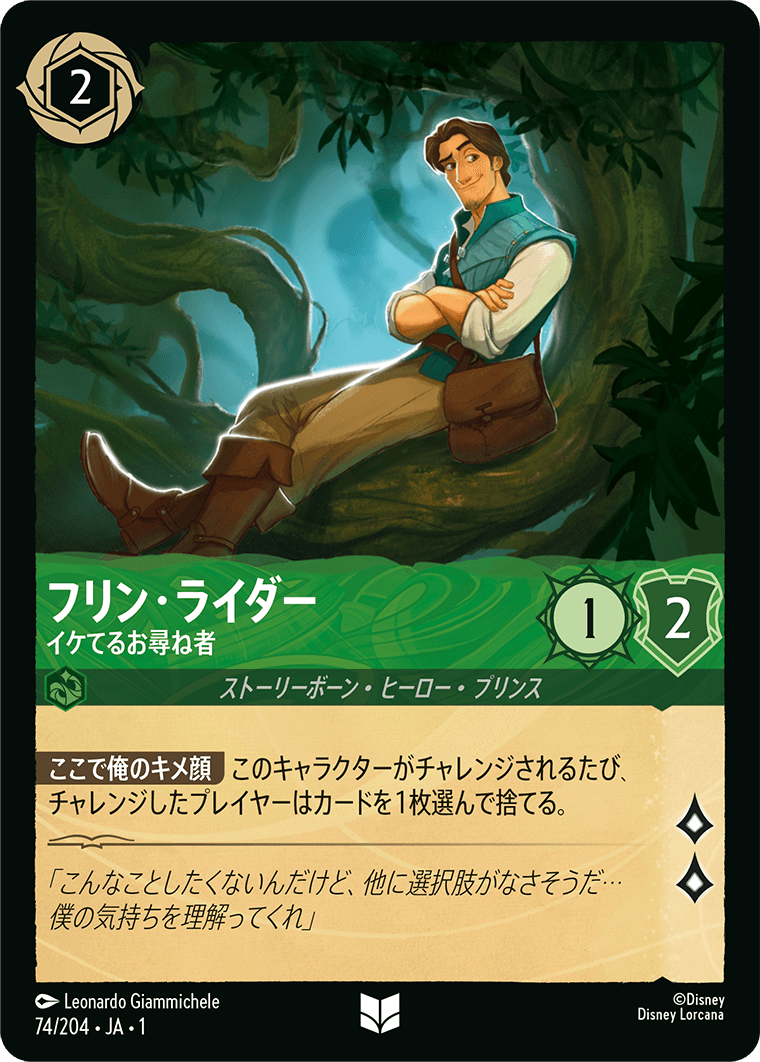 2
フリン・ライダー
イケてるお尋ね者
1
2
ストーリーボーン・ヒーロー・プリンス
ここで俺のキメ顔 このキャラクターがチャレンジされるたび、
チャレンジしたプレイヤーはカードを1枚選んで捨てる。
「こんなことしたくないんだけど、他に選択肢がなさそうだ…
僕の気持ちを理解ってくれ」
Leonardo Giammichele
74/204 • JA • 1
©Disney
Disney Lorcana